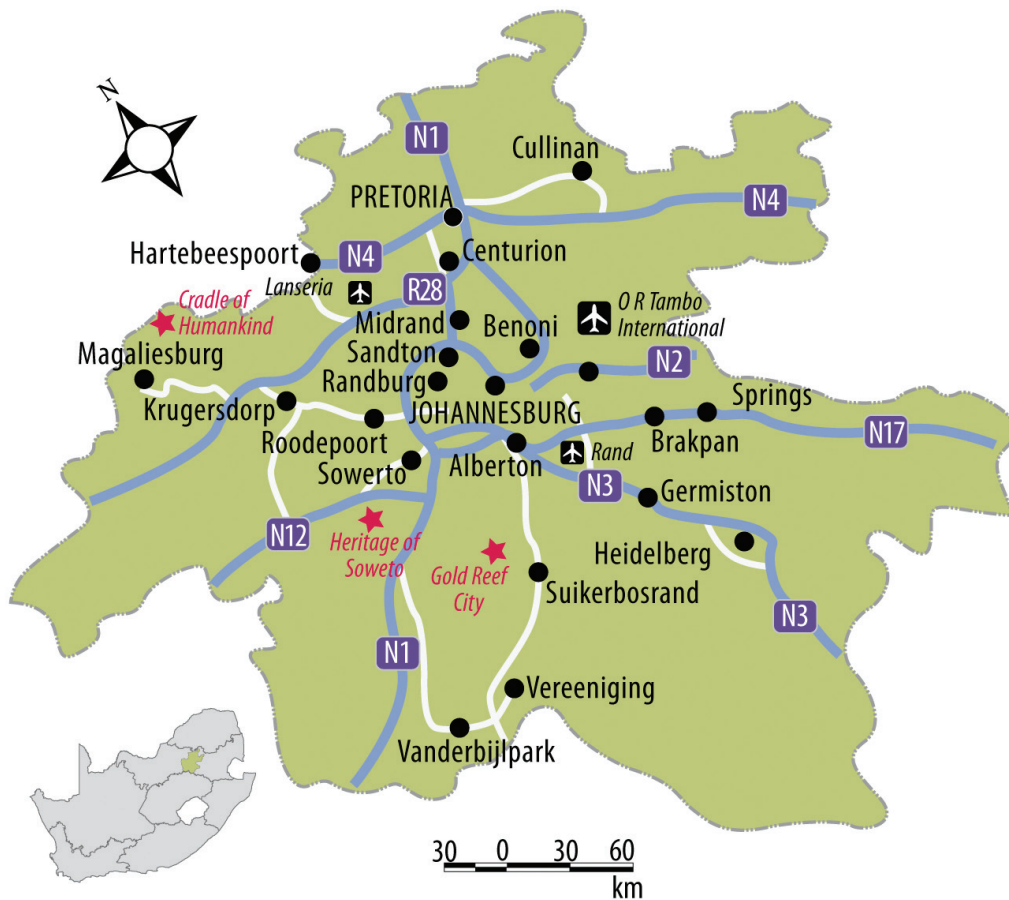 N
N1
Cullinan
PRETORIA
N4
Hartebeespoort
N4
Centurion
Lanseria
R28
Cradle of
Humankind
Midrand
Benoni
O R Tambo
International
Magaliesburg
Sandton
N2
Randburg
Krugersdorp
JOHANNESBURG
Springs
Roodepoort
Brakpan
N17
Sowerto
Alberton
Rand
N3
Germiston
N12
Heritage of
Soweto
Heidelberg
Gold Reef
City
Suikerbosrand
N3
N1
Vereeniging
Vanderbijlpark
30 0 30 60
km